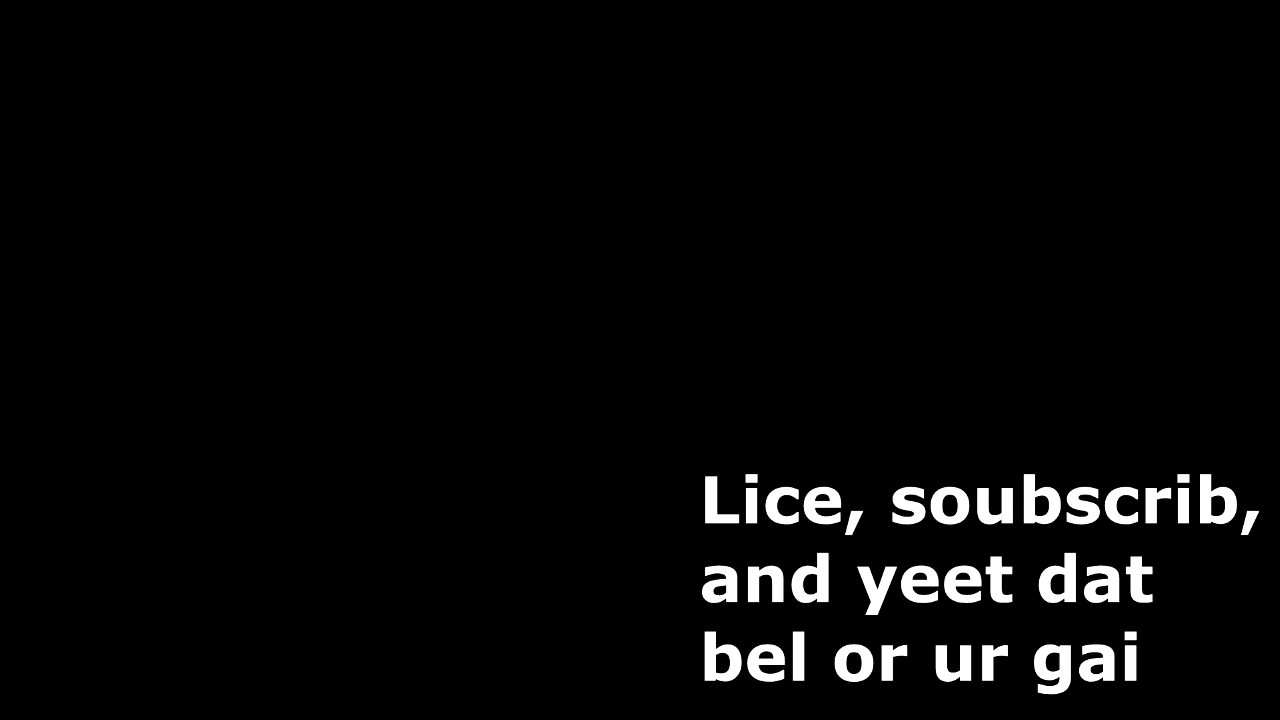 Lice, soubscrib,
and yeet dat
bel or ur gai